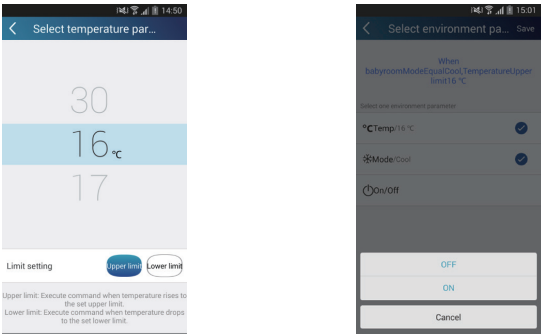 14:50
Select temperature par...
30
16 ℃
17
Limit setting
Upper limit Lower limit
Upper limit: Execute command when temperature rises to
the set upper limit.
Lower limit: Execute command when temperature drops
to the set lower limit.
15:01
Select environment pa... Save
When
babyroomModeEqualCool,TemperatureUpper
limit16 ℃
Select one environment parameter
℃Temp/16 ℃
Mode/Cool
On/Off
OFF
ON
Cancel